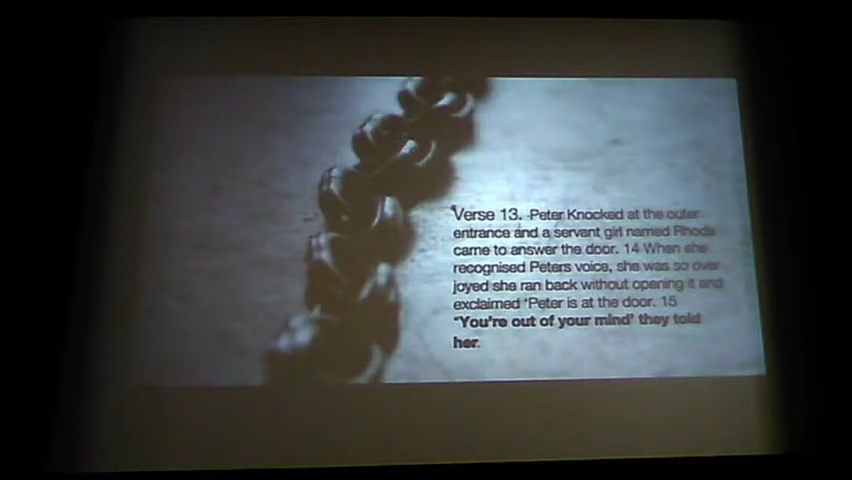 Verse 13. Peter Knocked at the outer
entrance and a servant girl named Rhoda
came to answer the door. 14 When she
recognised Peters voice, she was so over
joyed she ran back without opening it and
exclaimed 'Peter is at the door. 15
"You're out of your mind' they told
her.